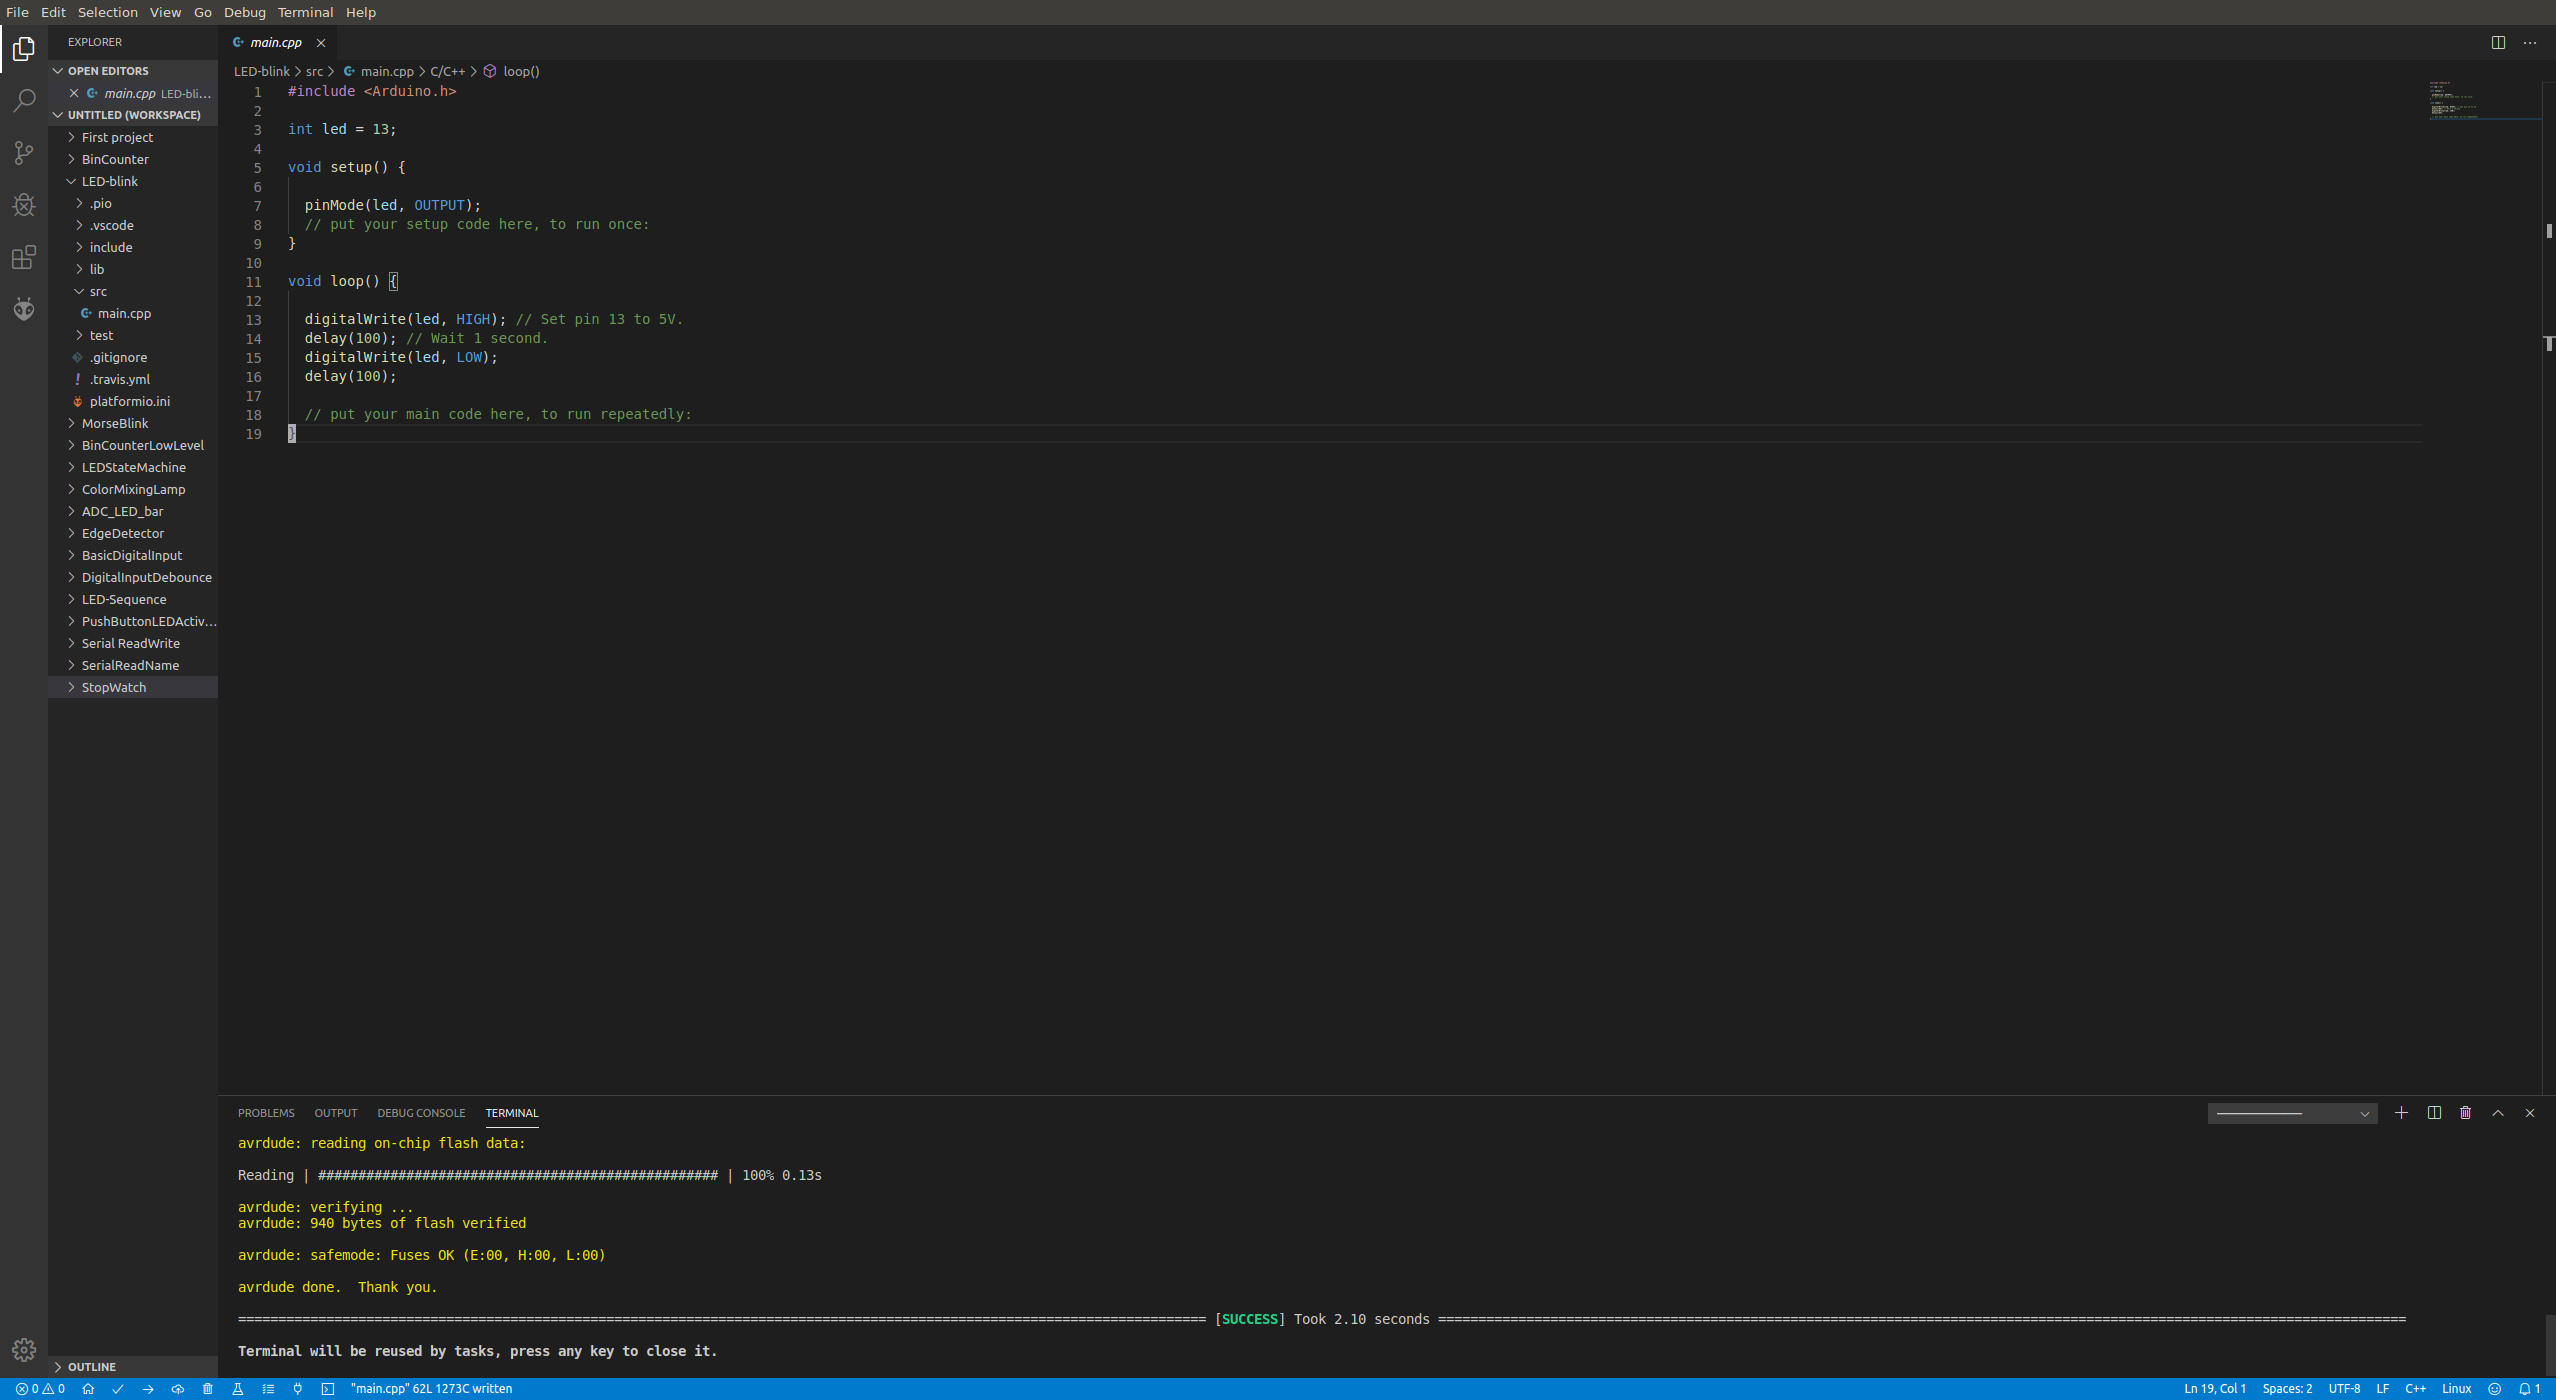 File Edit Selection View Go Debug Terminal Help
EXPLORER
OPEN EDITORS
main.cpp LED-bli...
UNTITLED (WORKSPACE)
First project
BinCounter
LED-blink
.pio
.vscode
include
lib
src
main.cpp
test
.gitignore
.travis.yml
platformio.ini
MorseBlink
BinCounterLowLevel
LEDStateMachine
ColorMixingLamp
ADC_LED_bar
EdgeDetector
BasicDigitalInput
DigitalInputDebounce
LED-Sequence
PushButtonLEDActiv...
Serial ReadWrite
SerialReadName
StopWatch
OUTLINE
main.cpp
LED-blink > src > main.cpp > C/C++ > loop()
1 #include <Arduino.h>
2
3 int led = 13;
4
5 void setup() {
6
7 pinMode(led, OUTPUT);
8 // put your setup code here, to run once:
9 }
10
11 void loop() {
12
13 digitalWrite(led, HIGH); // Set pin 13 to 5V.
14 delay(100); // Wait 1 second.
15 digitalWrite(led, LOW);
16 delay(100);
17
18 // put your main code here, to run repeatedly:
19 }
PROBLEMS OUTPUT DEBUG CONSOLE TERMINAL
avrdude: reading on-chip flash data:
Reading | ################################################## | 100% 0.13s
avrdude: verifying ...
avrdude: 940 bytes of flash verified
avrdude: safemode: Fuses OK (E:00, H:00, L:00)
avrdude done.  Thank you.
========================= [SUCCESS] Took 2.10 seconds =========================
Terminal will be reused by tasks, press any key to close it.
0 0 "main.cpp" 62L 1273C written Ln 19, Col 1 Spaces: 2 UTF-8 LF C++ Linux 1